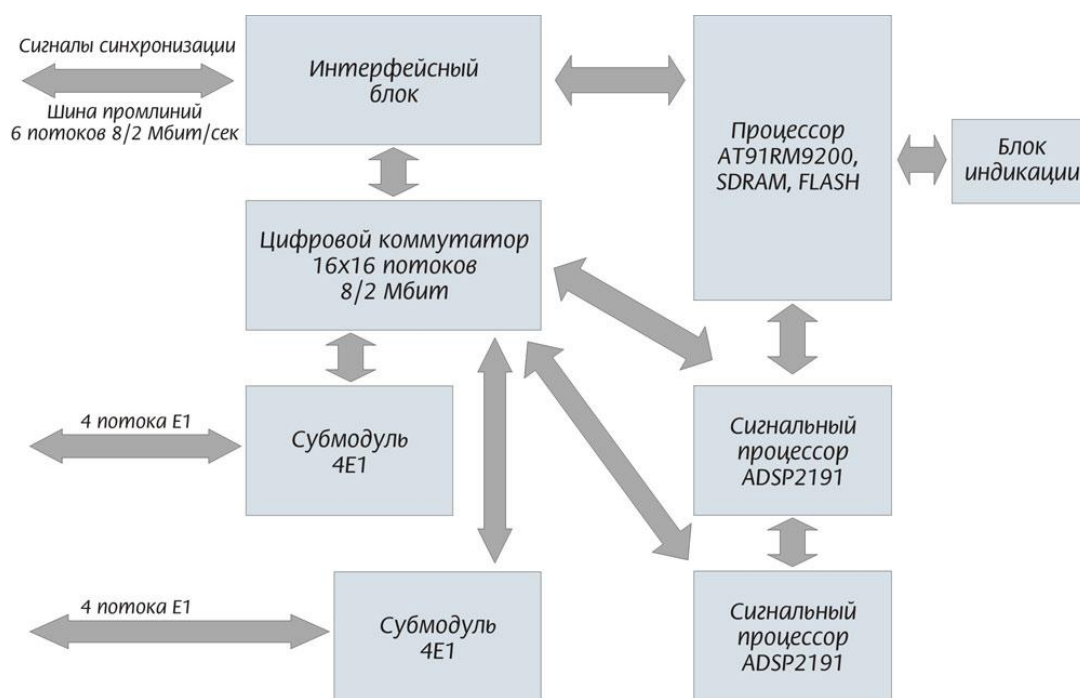 Сигналы синхронизации
Шина промлиний
6 потоков 8/2 Мбит/сек
Интерфейсный
блок
Процессор
AT91RM9200,
SDRAM, FLASH
Блок
индикации
Цифровой коммутатор
16x16 потоков
8/2 Мбит
4 потока E1
Субмодуль
4E1
Сигнальный
процессор
ADSP2191
4 потока E1
Субмодуль
4E1
Сигнальный
процессор
ADSP2191